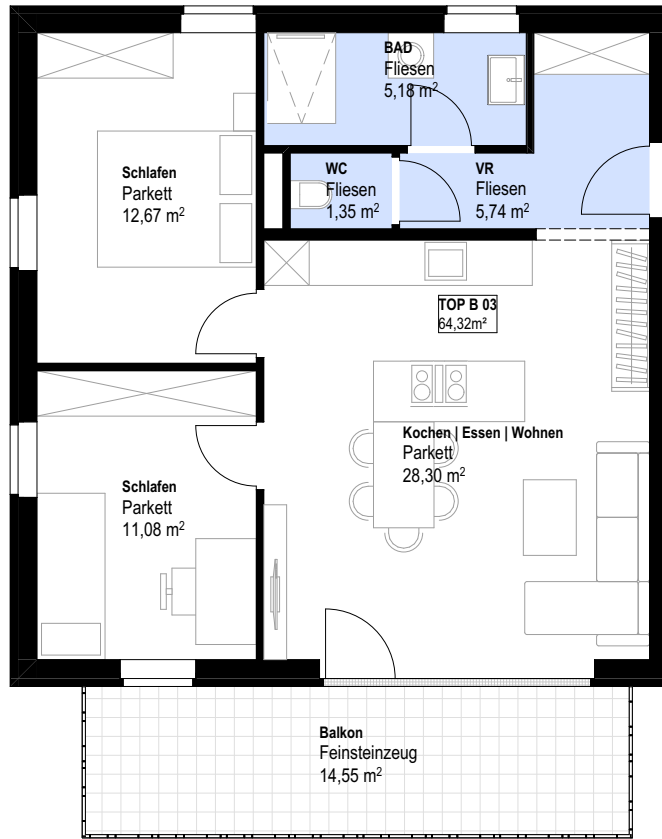 BAD
Fliesen
5,18 m²
Schlafen
Parkett
12,67 m²
WC
Fliesen
1,35 m²
VR
Fliesen
5,74 m²
TOP B 03
64,32m²
Kochen | Essen | Wohnen
Parkett
28,30 m²
Schlafen
Parkett
11,08 m²
Balkon
Feinsteinzeug
14,55 m²